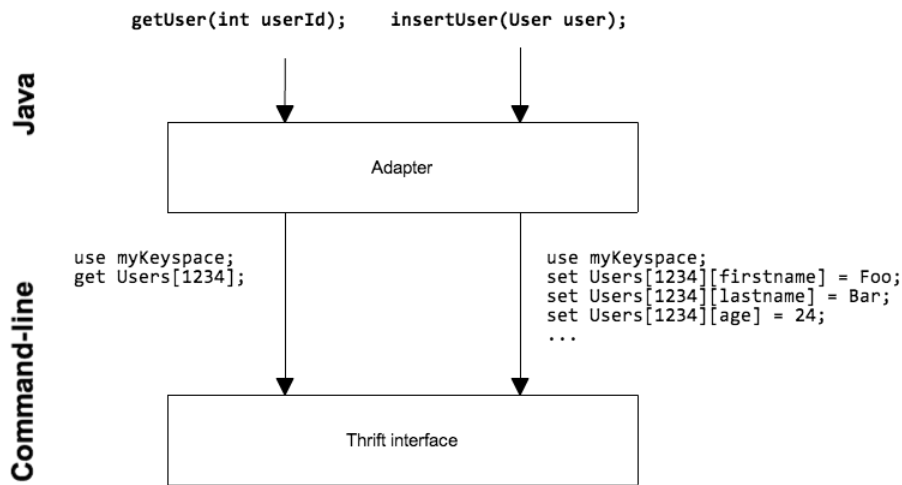 getUser(int userId);
insertUser(User user);
Java
Adapter
use myKeyspace;
get Users[1234];
use myKeyspace;
set Users[1234][firstname] = Foo;
set Users[1234][lastname] = Bar;
set Users[1234][age] = 24;
...
Command-line
Thrift interface